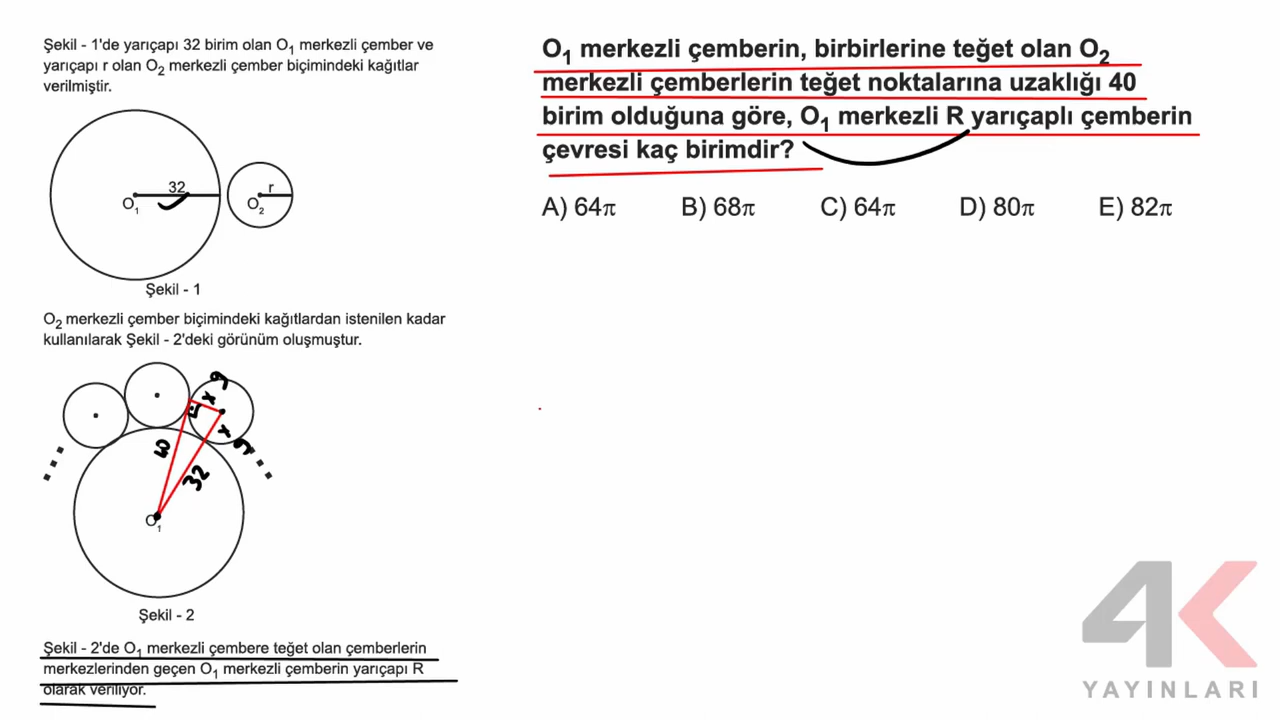 Şekil - 1'de yarıçapı 32 birim olan O₁ merkezli çember ve
yarıçapı r olan O₂ merkezli çember biçimindeki kağıtlar
verilmiştir.
32
r
O₁
O₂
Şekil - 1
O₂ merkezli çember biçimindeki kağıtlardan istenilen kadar
kullanılarak Şekil - 2'deki görünüm oluşmuştur.
9
x
x
9
40
32
O₁
Şekil - 2
Şekil - 2'de O₁ merkezli çembere teğet olan çemberlerin
merkezlerinden geçen O₁ merkezli çemberin yarıçapı R
olarak veriliyor.
O₁ merkezli çemberin, birbirlerine teğet olan O₂
merkezli çemberlerin teğet noktalarına uzaklığı 40
birim olduğuna göre, O₁ merkezli R yarıçaplı çemberin
çevresi kaç birimdir?
A) 64π B) 68π C) 64π D) 80π E) 82π
4K
YAYINLARI